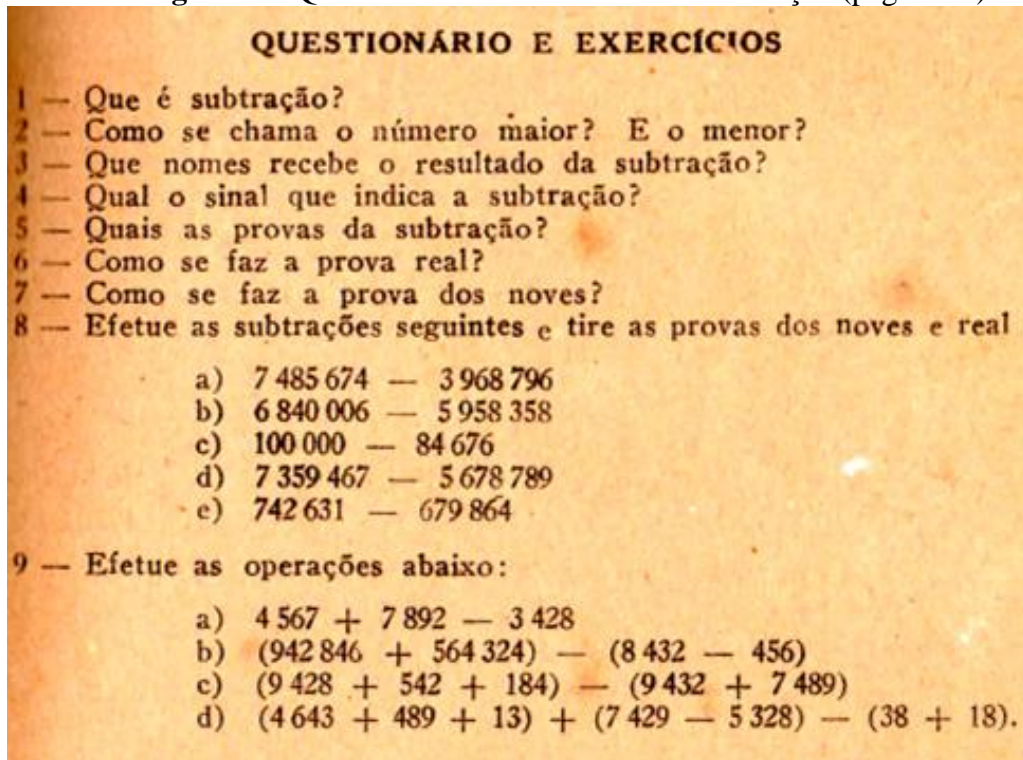 QUESTIONÁRIO E EXERCÍCIOS
1 — Que é subtração?
2 — Como se chama o número maior? E o menor?
3 — Que nomes recebe o resultado da subtração?
4 — Qual o sinal que indica a subtração?
5 — Quais as provas da subtração?
6 — Como se faz a prova real?
7 — Como se faz a prova dos noves?
8 — Efetue as subtrações seguintes e tire as provas dos noves e real
a) 7 485 674 — 3 968 796
b) 6 840 006 — 5 958 358
c) 100 000 — 84 676
d) 7 359 467 — 5 678 789
e) 742 631 — 679 864
9 — Efetue as operações abaixo:
a) 4 567 + 7 892 — 3 428
b) (942 846 + 564 324) — (8 432 — 456)
c) (9 428 + 542 + 184) — (9 432 + 7 489)
d) (4 643 + 489 + 13) + (7 429 — 5 328) — (38 + 18).